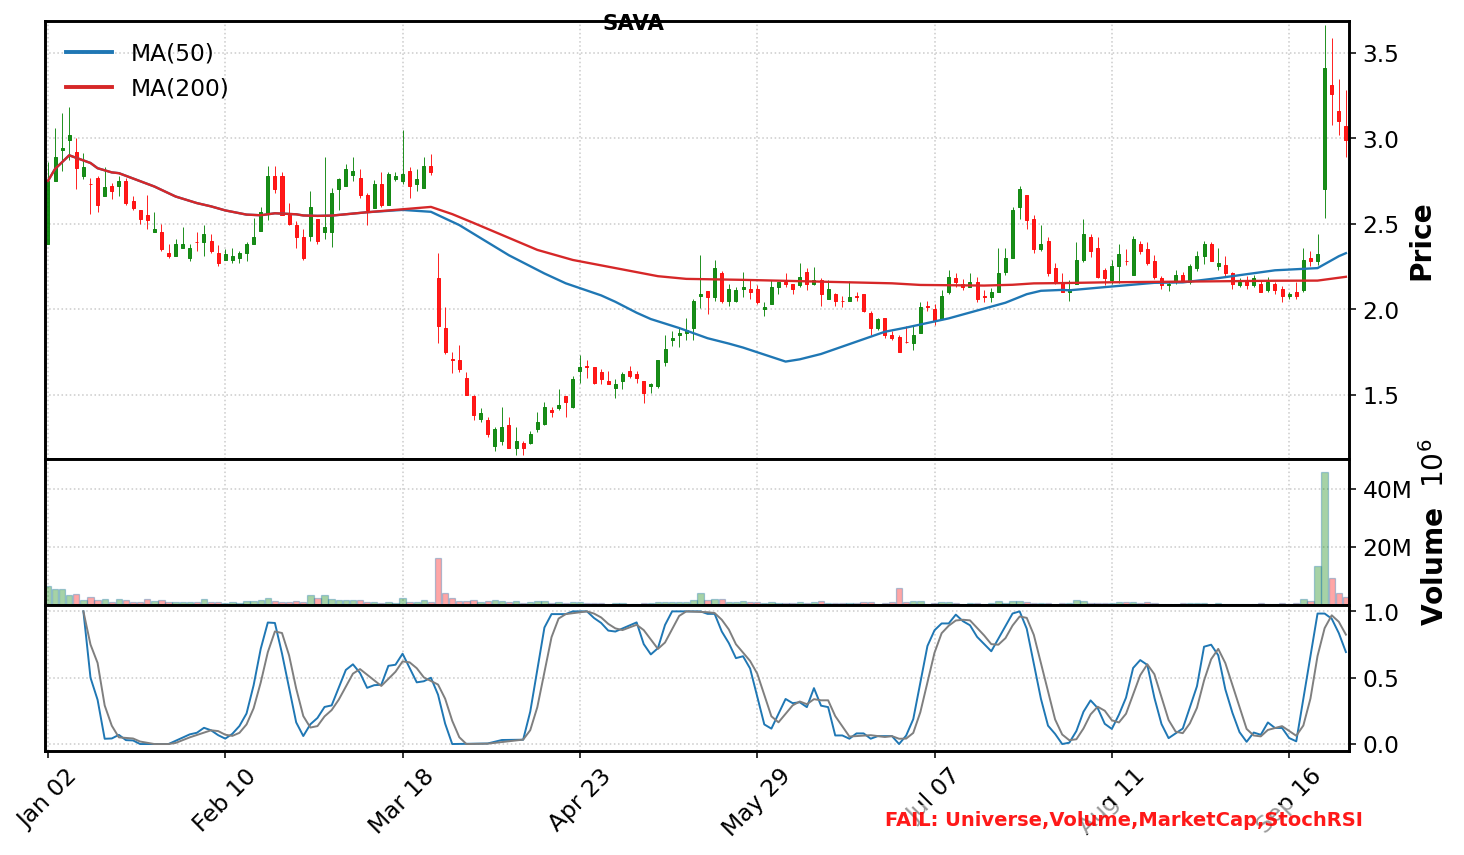 SAVA
MA(50)
MA(200)
3.5
3.0
2.5
2.0
1.5
Price
40M
20M
Volume 10^6
1.0
0.5
0.0
Jan 02
Feb 10
Mar 18
Apr 23
May 29
Jul 07
Aug 11
Sep 16
FAIL: Universe,Volume,MarketCap,StochRSI